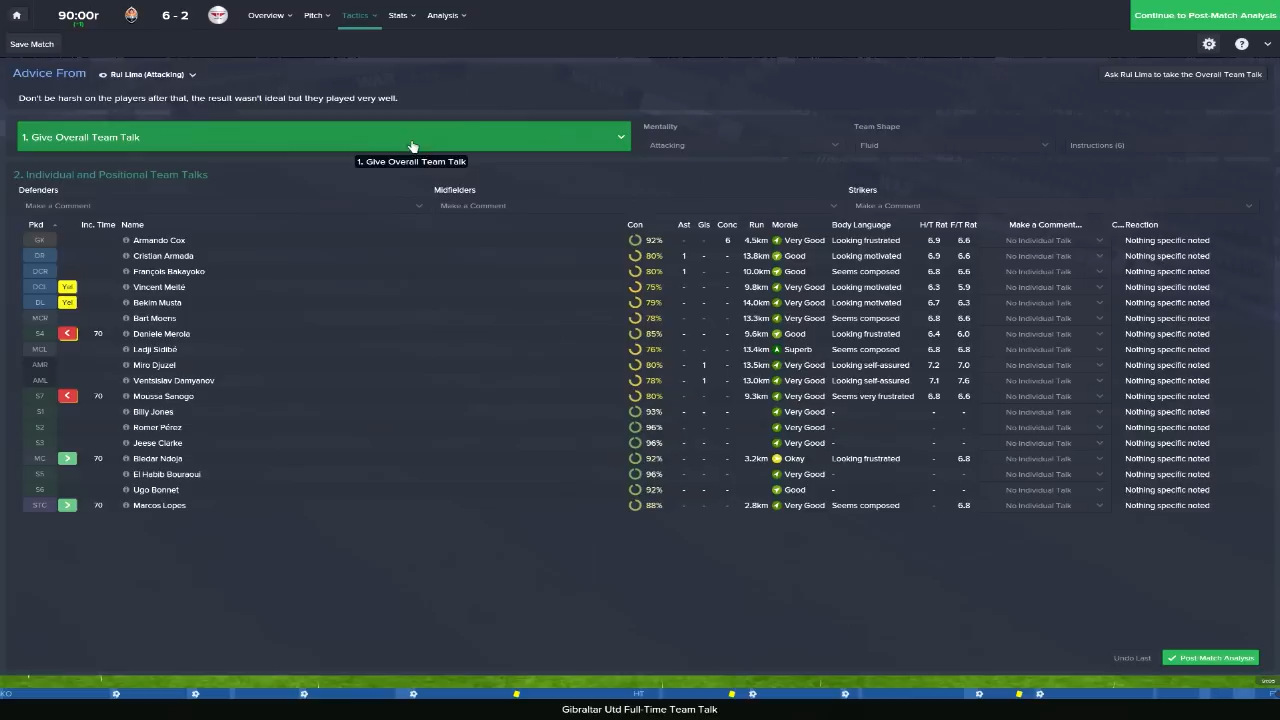 90:00r 6 - 2 Overview Pitch Tactics Stats Analysis Continue to Post-Match Analysis
Save Match
Advice From Rui Lima (Attacking) Ask Rui Lima to take the Overall Team Talk
Don't be harsh on the players after that, the result wasn't ideal but they played very well.
1. Give Overall Team Talk Mentality Team Shape
Attacking Fluid Instructions (6)
1. Give Overall Team Talk
2. Individual and Positional Team Talks
Defenders Midfielders Strikers
Make a Comment Make a Comment Make a Comment
Pkd Inc. Time Name Con Ast Gls Conc Run Morale Body Language H/T Rat F/T Rat Make a Comment... C... Reaction
GK Armando Cox 92% - - 6 4.5km Very Good Looking frustrated 6.9 6.6 No Individual Talk Nothing specific noted
DR Cristian Armada 80% 1 - - 13.8km Good Looking motivated 6.9 6.6 No Individual Talk Nothing specific noted
DCR François Bakayoko 80% 1 - - 10.0km Good Seems composed 6.8 6.6 No Individual Talk Nothing specific noted
DCL Yel Vincent Meité 75% - - - 9.8km Very Good Looking motivated 6.3 5.9 No Individual Talk Nothing specific noted
DL Yel Bekim Musta 79% - - - 14.0km Very Good Looking motivated 6.7 6.3 No Individual Talk Nothing specific noted
MCR Bart Moens 78% - - - 13.3km Very Good Seems composed 6.8 6.6 No Individual Talk Nothing specific noted
S4 70 Daniele Merola 85% - - - 9.6km Good Looking frustrated 6.4 6.0 No Individual Talk Nothing specific noted
MCL Ladji Sidibé 76% - - - 13.4km Superb Seems composed 6.8 6.8 No Individual Talk Nothing specific noted
AMR Miro Djuzel 80% - 1 - 13.5km Very Good Looking self-assured 7.2 7.0 No Individual Talk Nothing specific noted
AML Ventsislav Damyanov 78% - 1 - 13.0km Very Good Looking self-assured 7.1 7.6 No Individual Talk Nothing specific noted
S7 70 Moussa Sanogo 80% - - - 9.3km Very Good Seems very frustrated 6.8 6.6 No Individual Talk Nothing specific noted
S1 Billy Jones 93% - - - Very Good - - - No Individual Talk Nothing specific noted
S2 Romer Pérez 96% - - - Very Good - - - No Individual Talk Nothing specific noted
S3 Jeese Clarke 96% - - - Very Good - - - No Individual Talk Nothing specific noted
MC 70 Bledar Ndoja 92% - - - 3.2km Okay Looking frustrated - 6.8 No Individual Talk Nothing specific noted
S5 El Habib Bouraoui 96% - - - Very Good - - - No Individual Talk Nothing specific noted
S6 Ugo Bonnet 92% - - - Good - - - No Individual Talk Nothing specific noted
STC 70 Marcos Lopes 88% - - - 2.8km Very Good Seems composed - 6.8 No Individual Talk Nothing specific noted
Undo Last Post-Match Analysis
KO HT
Gibraltar Utd Full-Time Team Talk